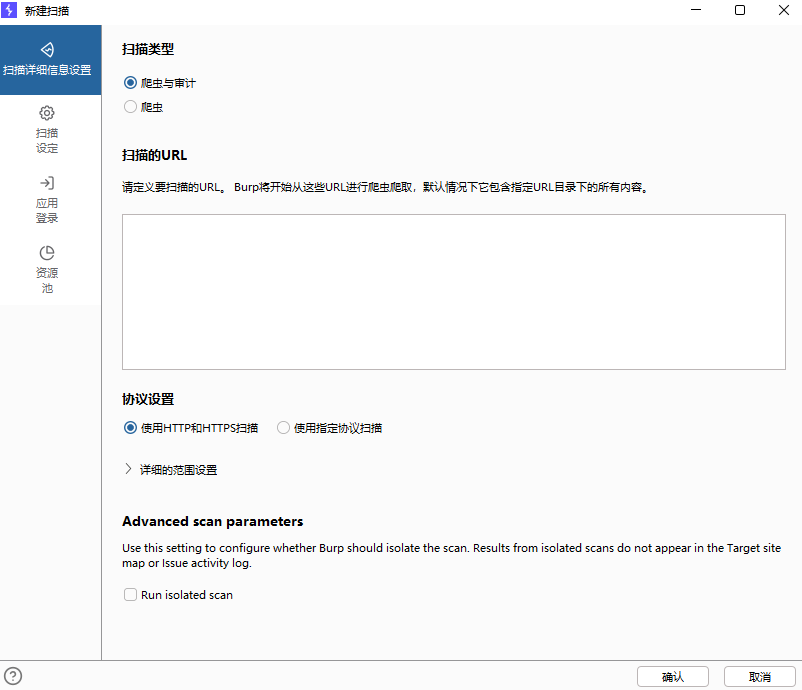 新建扫描
扫描详细信息设置
扫描
设定
应用
登录
资源
池
扫描类型
爬虫与审计
爬虫
扫描的URL
请定义要扫描的URL。 Burp将开始从这些URL进行爬虫爬取，默认情况下它包含指定URL目录下的所有内容。
协议设置
使用HTTP和HTTPS扫描 使用指定协议扫描
详细的范围设置
Advanced scan parameters
Use this setting to configure whether Burp should isolate the scan. Results from isolated scans do not appear in the Target site
map or Issue activity log.
Run isolated scan
?
确认 取消